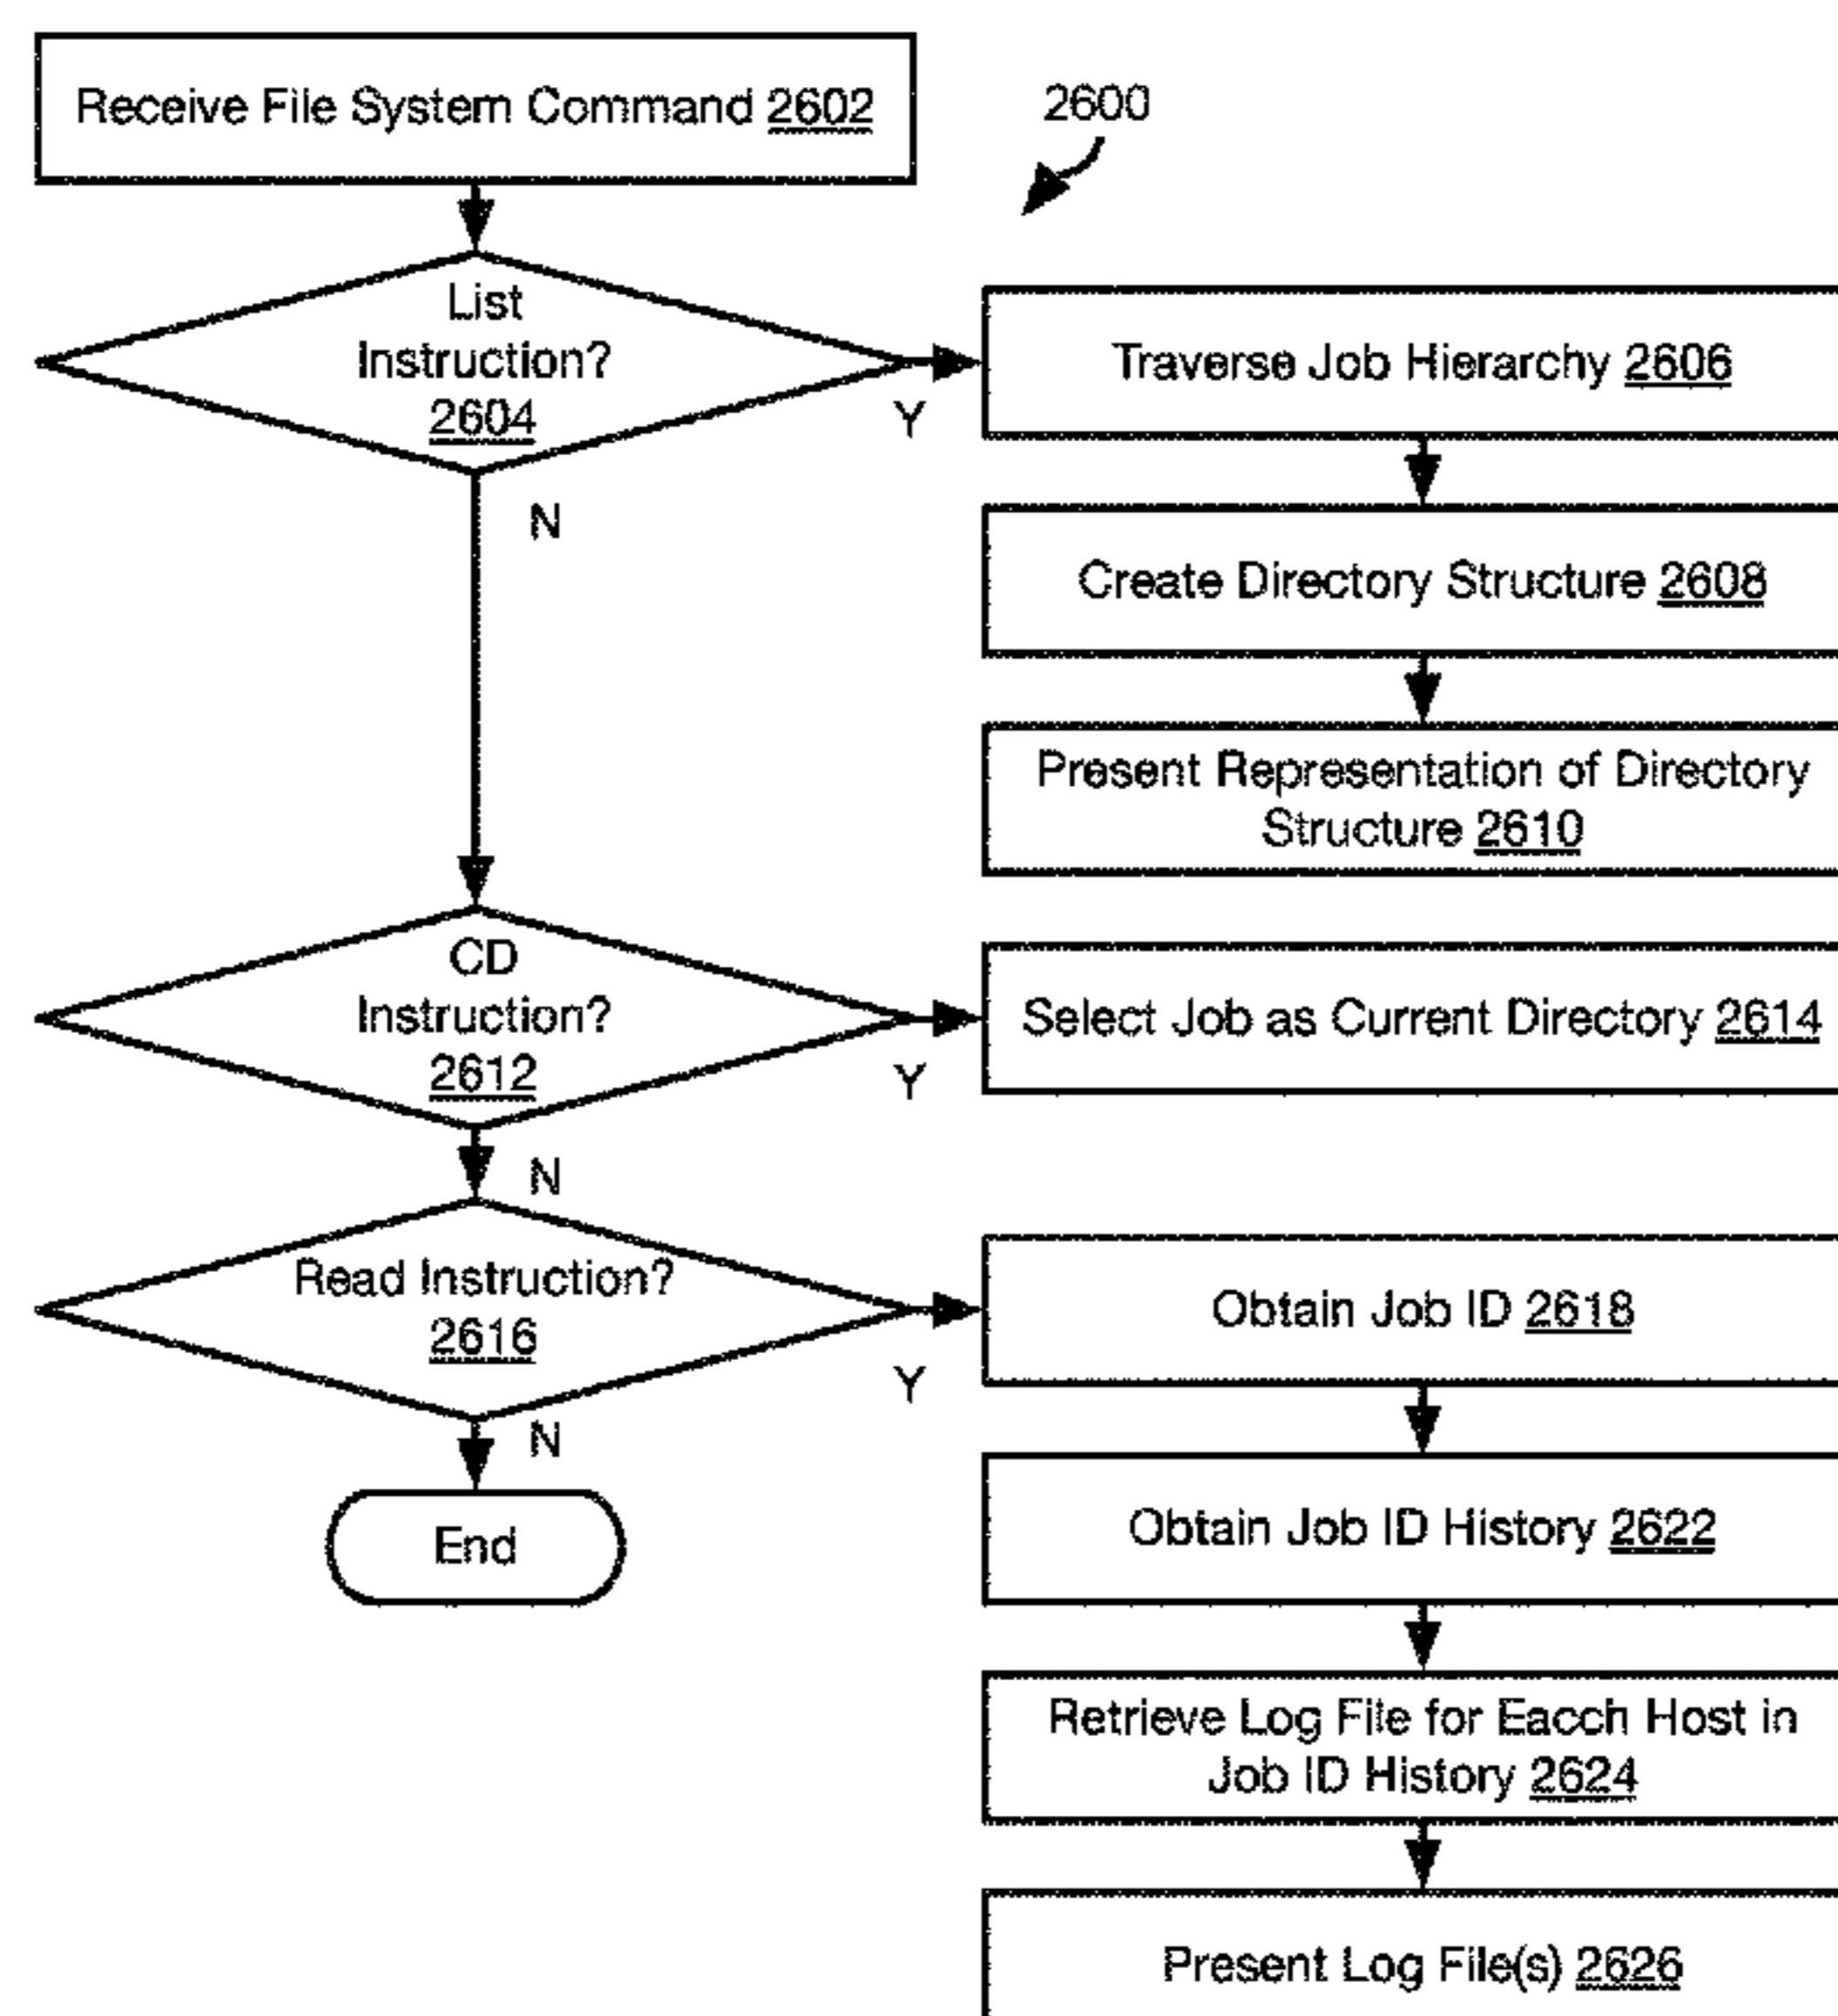 Receive File System Command 2602
2600
List
Instruction?
2604
Y
N
Traverse Job Hierarchy 2606
Create Directory Structure 2608
Present Representation of Directory
Structure 2610
CD
Instruction?
2612
Y
N
Select Job as Current Directory 2614
Read Instruction?
2616
Y
N
End
Obtain Job ID 2618
Obtain Job ID History 2622
Retrieve Log File for Eacch Host in
Job ID History 2624
Present Log File(s) 2626